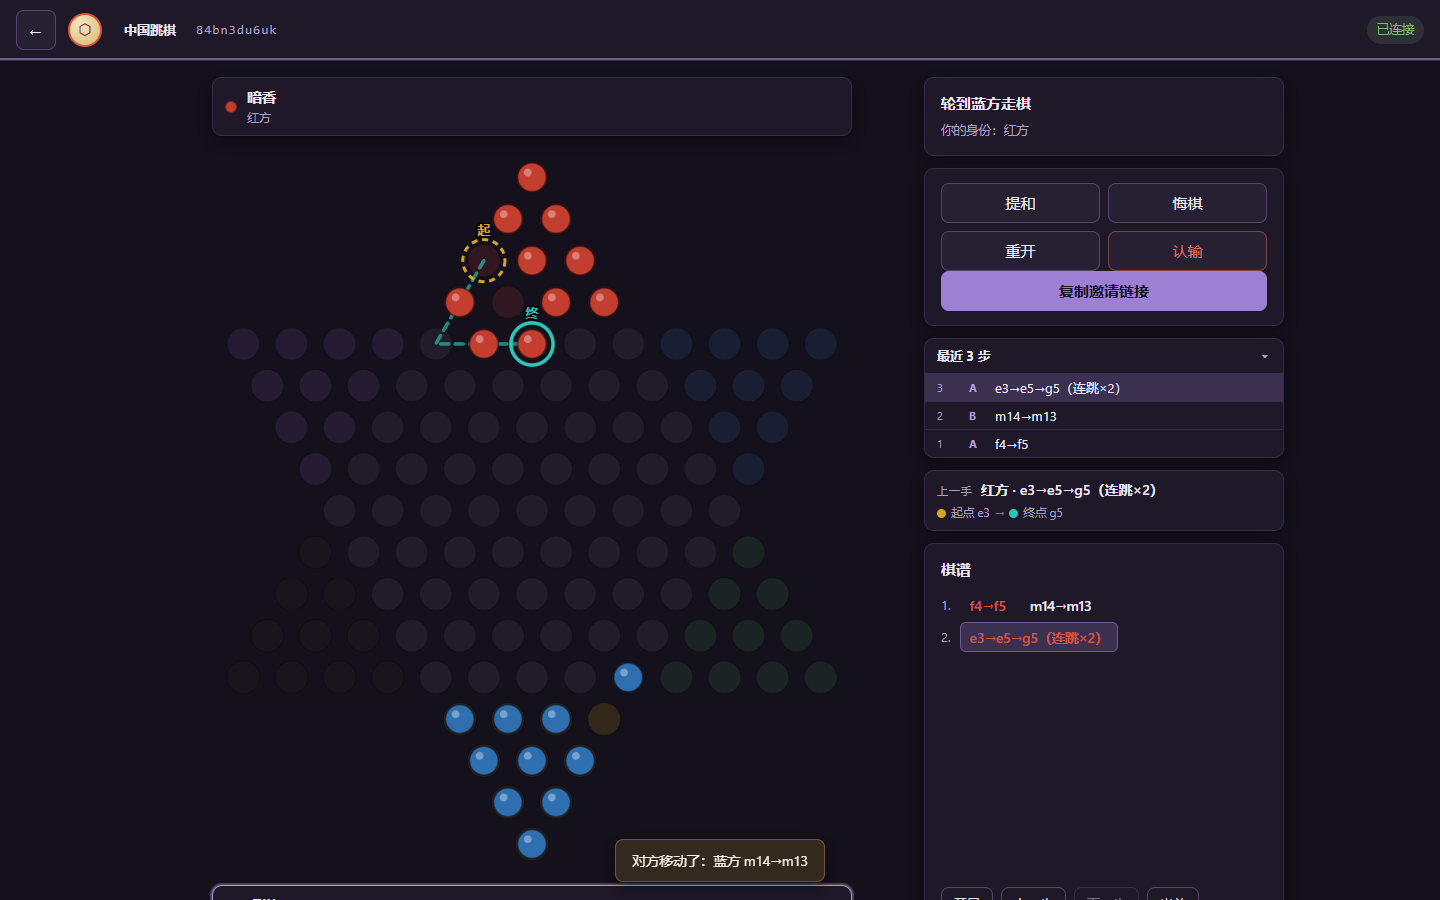 ← 中国跳棋 84bn3du6uk 已连接
暗香
红方
起
终
对方移动了：蓝方 m14→m13
轮到蓝方走棋
你的身份：红方
提和 悔棋
重开 认输
复制邀请链接
最近 3 步
3 A e3→e5→g5（连跳×2）
2 B m14→m13
1 A f4→f5
上一手 红方 · e3→e5→g5（连跳×2）
起点 e3 → 终点 g5
棋谱
1. f4→f5 m14→m13
2. e3→e5→g5（连跳×2）